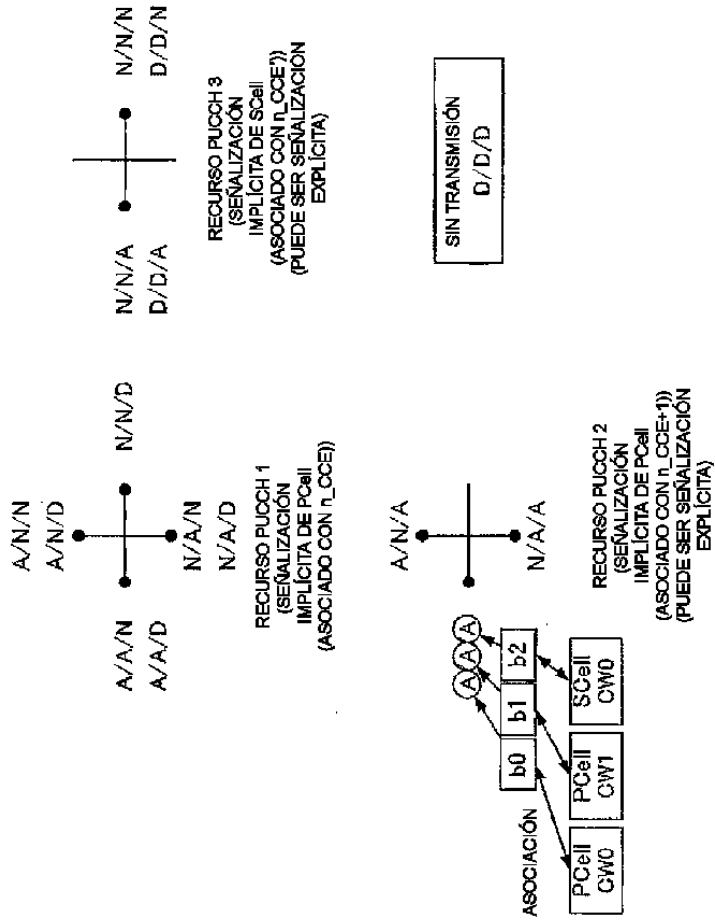 A/N/N
A/N/D
A/A/N
A/A/D
N/N/D
N/A/N
N/A/D
RECURSO PUCCH 1
(SEÑALIZACIÓN
IMPLÍCITA DE PCell
(ASOCIADO CON n_CCE))
N/N/A
D/D/A
N/N/N
D/D/N
RECURSO PUCCH 3
(SEÑALIZACIÓN
IMPLÍCITA DE SCell
(ASOCIADO CON n_CCE'))
(PUEDE SER SEÑALIZACIÓN
EXPLÍCITA)
ASOCIACIÓN
A A A
b0 b1 b2
PCell
CW0
PCell
CW1
SCell
CW0
A/N/A
N/A/A
RECURSO PUCCH 2
(SEÑALIZACIÓN
IMPLÍCITA DE PCell
(ASOCIADO CON n_CCE+1))
(PUEDE SER SEÑALIZACIÓN
EXPLÍCITA)
SIN TRANSMISIÓN
D/D/D